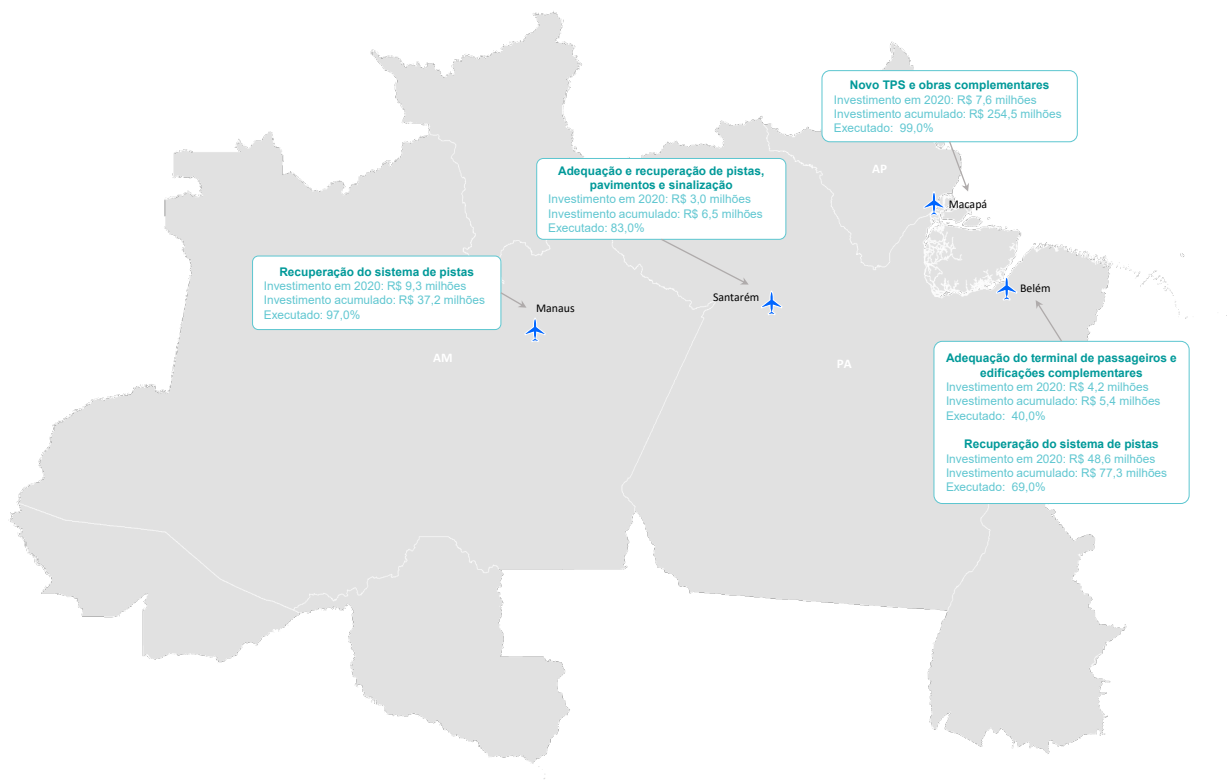 Novo TPS e obras complementares
Investimento em 2020: R$ 7,6 milhões
Investimento acumulado: R$ 254,5 milhões
Executado: 99,0%
AP
Macapá
Adequação e recuperação de pistas,
pavimentos e sinalização
Investimento em 2020: R$ 3,0 milhões
Investimento acumulado: R$ 6,5 milhões
Executado: 83,0%
Santarém
Recuperação do sistema de pistas
Investimento em 2020: R$ 9,3 milhões
Investimento acumulado: R$ 37,2 milhões
Executado: 97,0%
Manaus
AM
Belém
PA
Adequação do terminal de passageiros e
edificações complementares
Investimento em 2020: R$ 4,2 milhões
Investimento acumulado: R$ 5,4 milhões
Executado: 40,0%
Recuperação do sistema de pistas
Investimento em 2020: R$ 48,6 milhões
Investimento acumulado: R$ 77,3 milhões
Executado: 69,0%